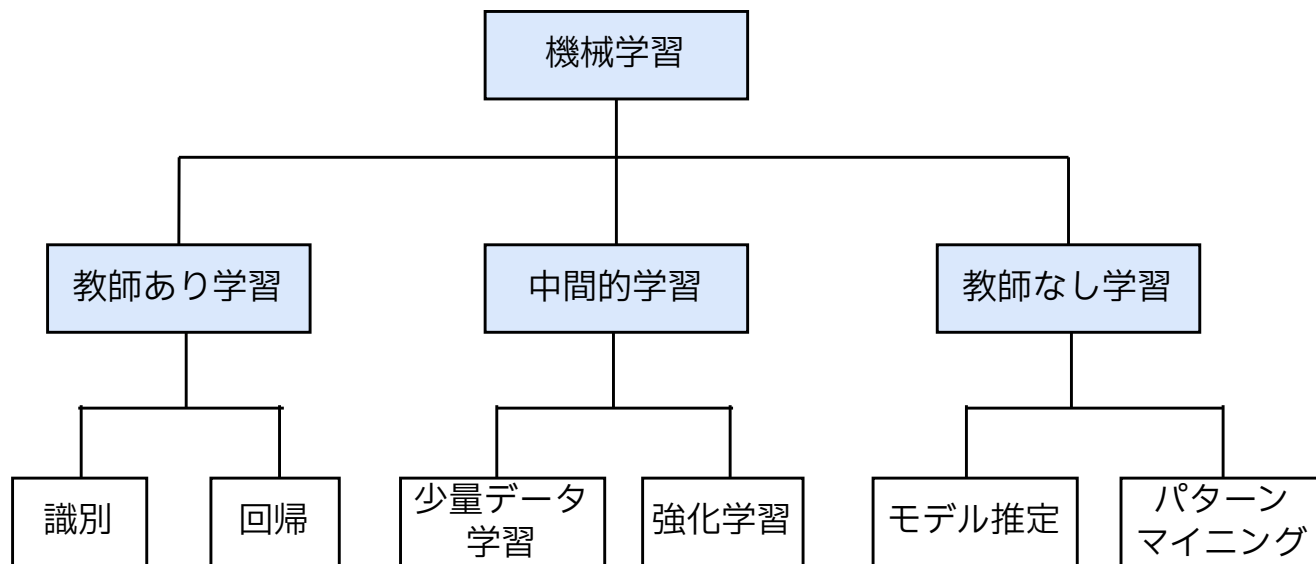 機械学習
教師あり学習
中間的学習
教師なし学習
識別
回帰
少量データ
学習
強化学習
モデル推定
パターン
マイニング